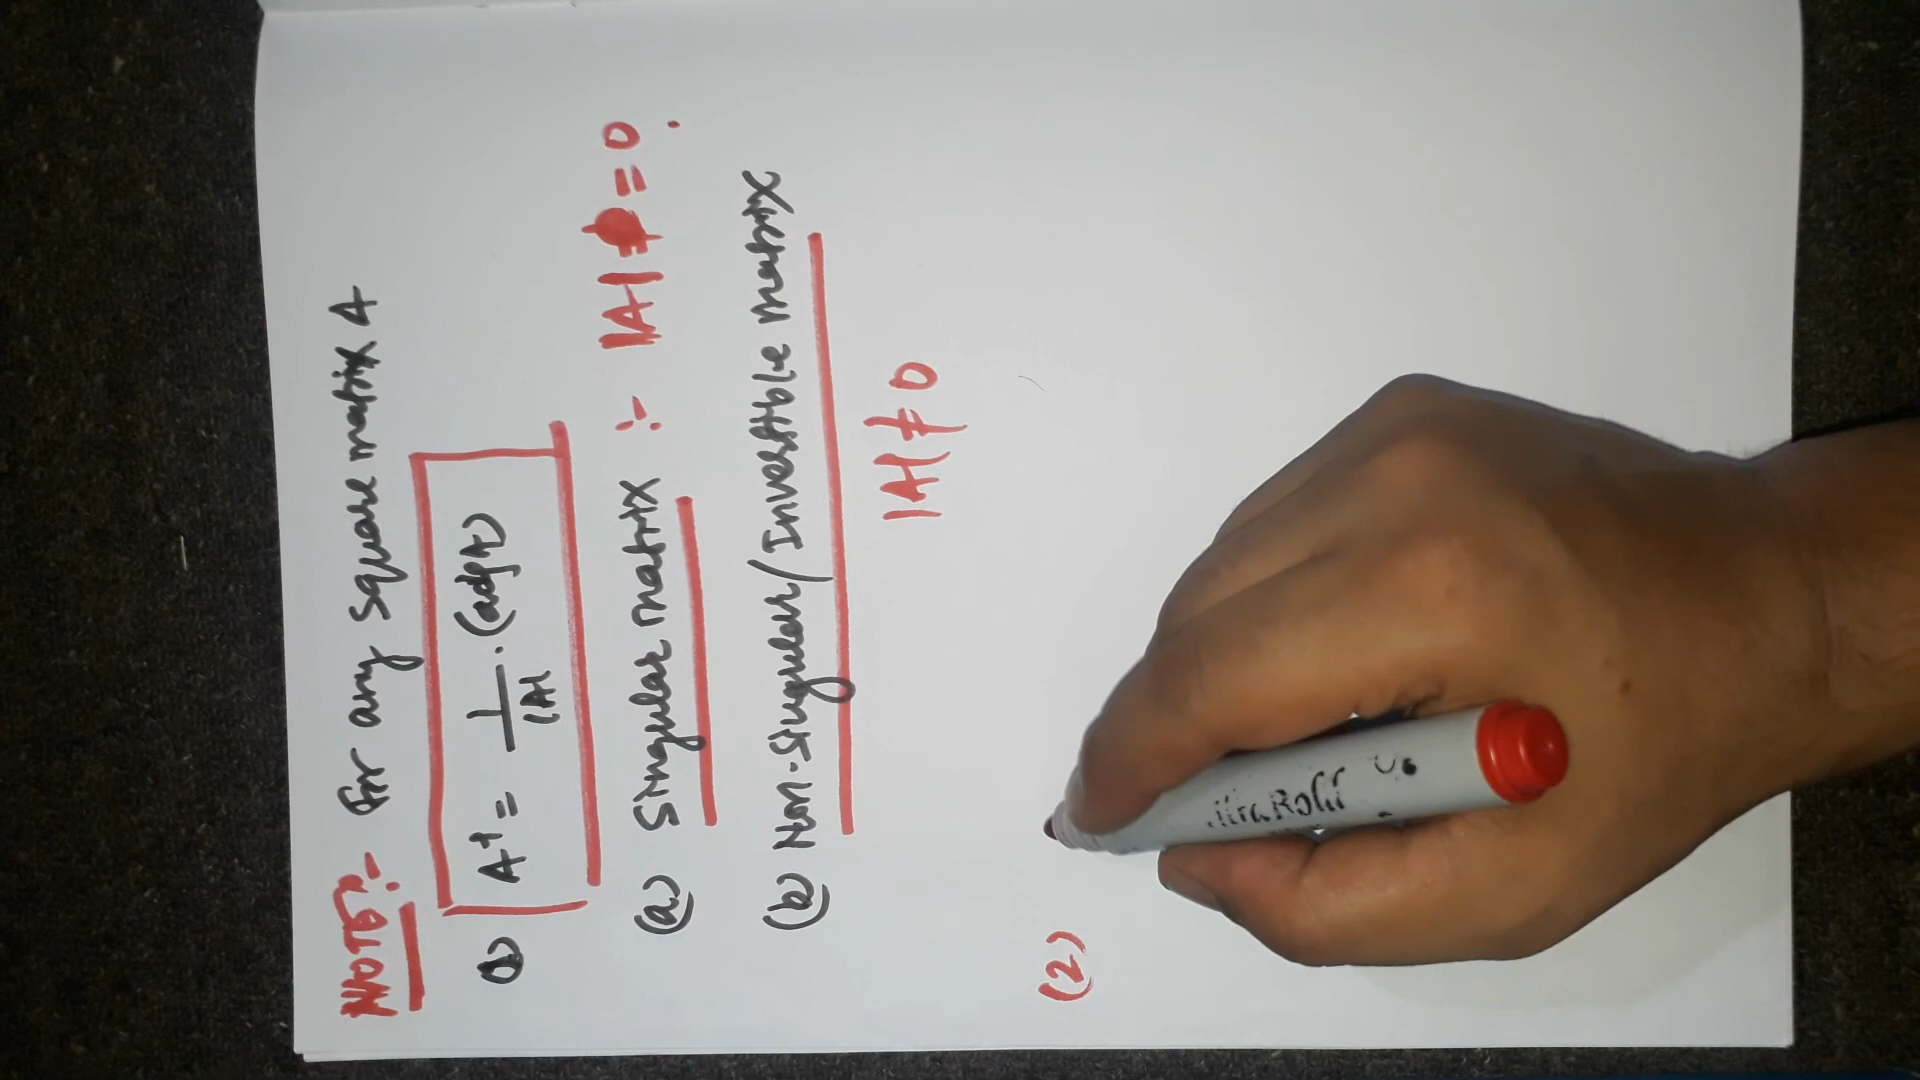 NOTE:- For any square matrix A
(1) A⁻¹ = 1/|A| . (adj A)
(a) Singular matrix :- |A| = 0.
(b) Non-Singular/Invertible matrix
|A| ≠ 0
(2)